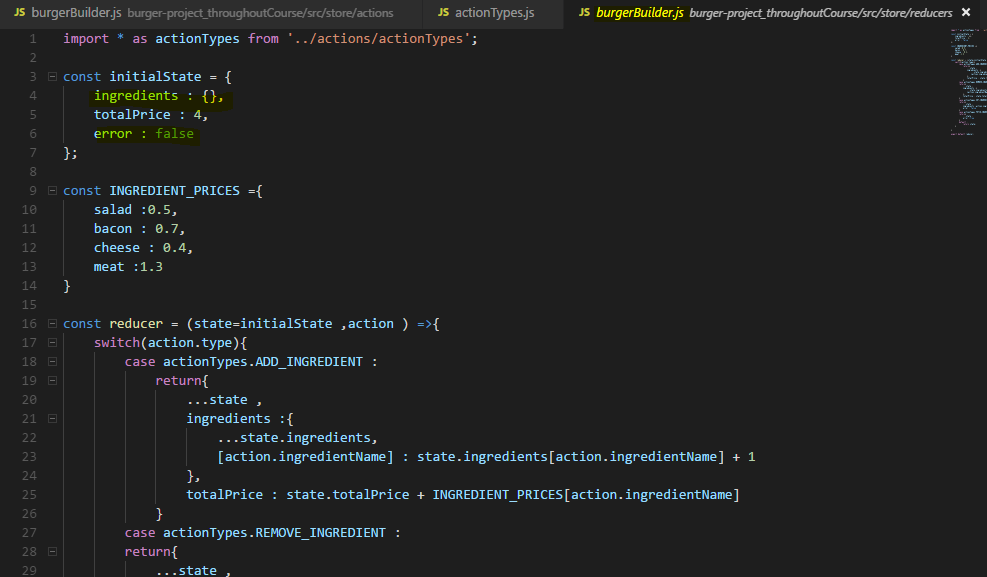 JS burgerBuilder.js burger-project_throughoutCourse/src/store/actions JS actionTypes.js JS burgerBuilder.js burger-project_throughoutCourse/src/store/reducers ×
1 import * as actionTypes from '../actions/actionTypes';
2
3 const initialState = {
4 ingredients : {},
5 totalPrice : 4,
6 error : false
7 };
8
9 const INGREDIENT_PRICES ={
10 salad :0.5,
11 bacon : 0.7,
12 cheese : 0.4,
13 meat :1.3
14 }
15
16 const reducer = (state=initialState ,action ) =>{
17 switch(action.type){
18 case actionTypes.ADD_INGREDIENT :
19 return{
20 ...state ,
21 ingredients :{
22 ...state.ingredients,
23 [action.ingredientName] : state.ingredients[action.ingredientName] + 1
24 },
25 totalPrice : state.totalPrice + INGREDIENT_PRICES[action.ingredientName]
26 }
27 case actionTypes.REMOVE_INGREDIENT :
28 return{
29 ...state ,